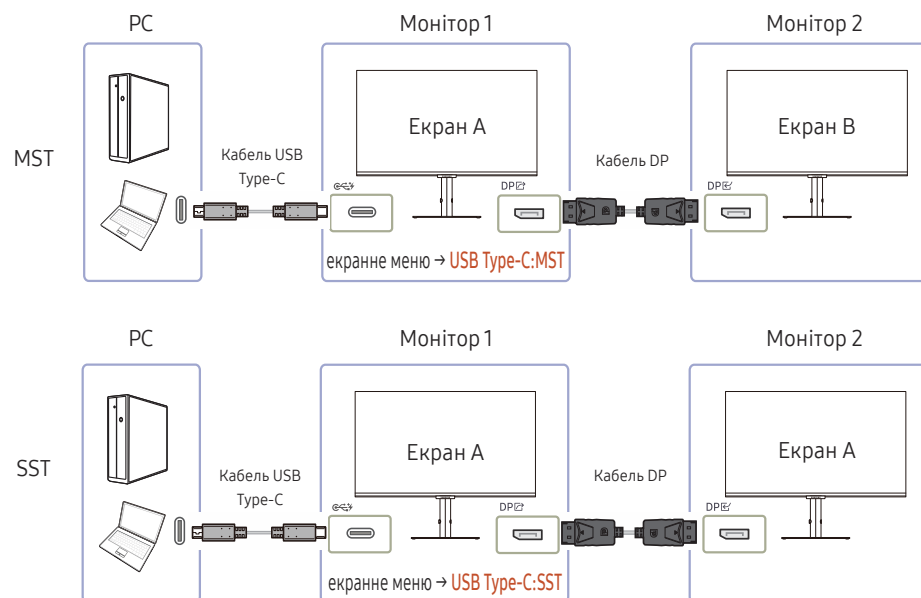 PC
Монітор 1
Монітор 2
MST
Кабель USB
Type-C
Екран A
Кабель DP
Екран B
DP
DP
екранне меню → USB Type-C:MST
PC
Монітор 1
Монітор 2
SST
Кабель USB
Type-C
Екран A
Кабель DP
Екран A
DP
DP
екранне меню → USB Type-C:SST